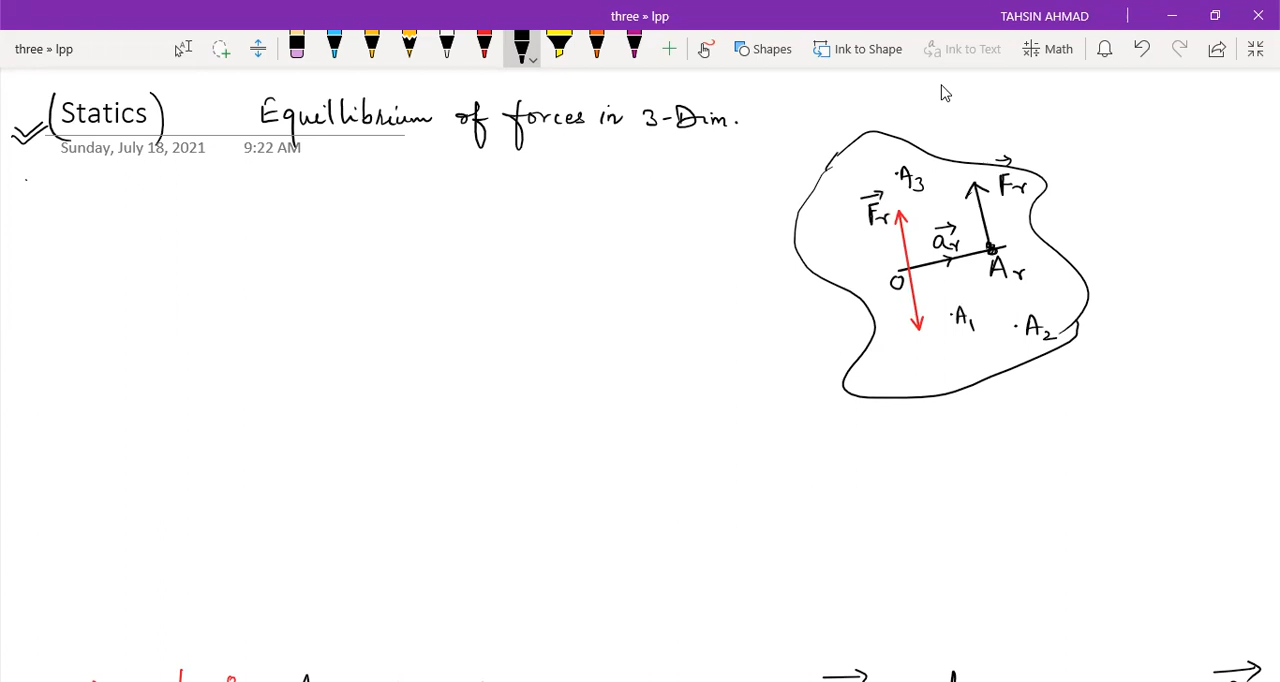 three » lpp
TAHSIN AHMAD
three » lpp
Shapes
Ink to Shape
Ink to Text
Math
(Statics)
Equillibrium of forces in 3-Dim.
Sunday, July 18, 2021
9:22 AM
A3
Fr
Fr
ar
O
Ar
A1
A2